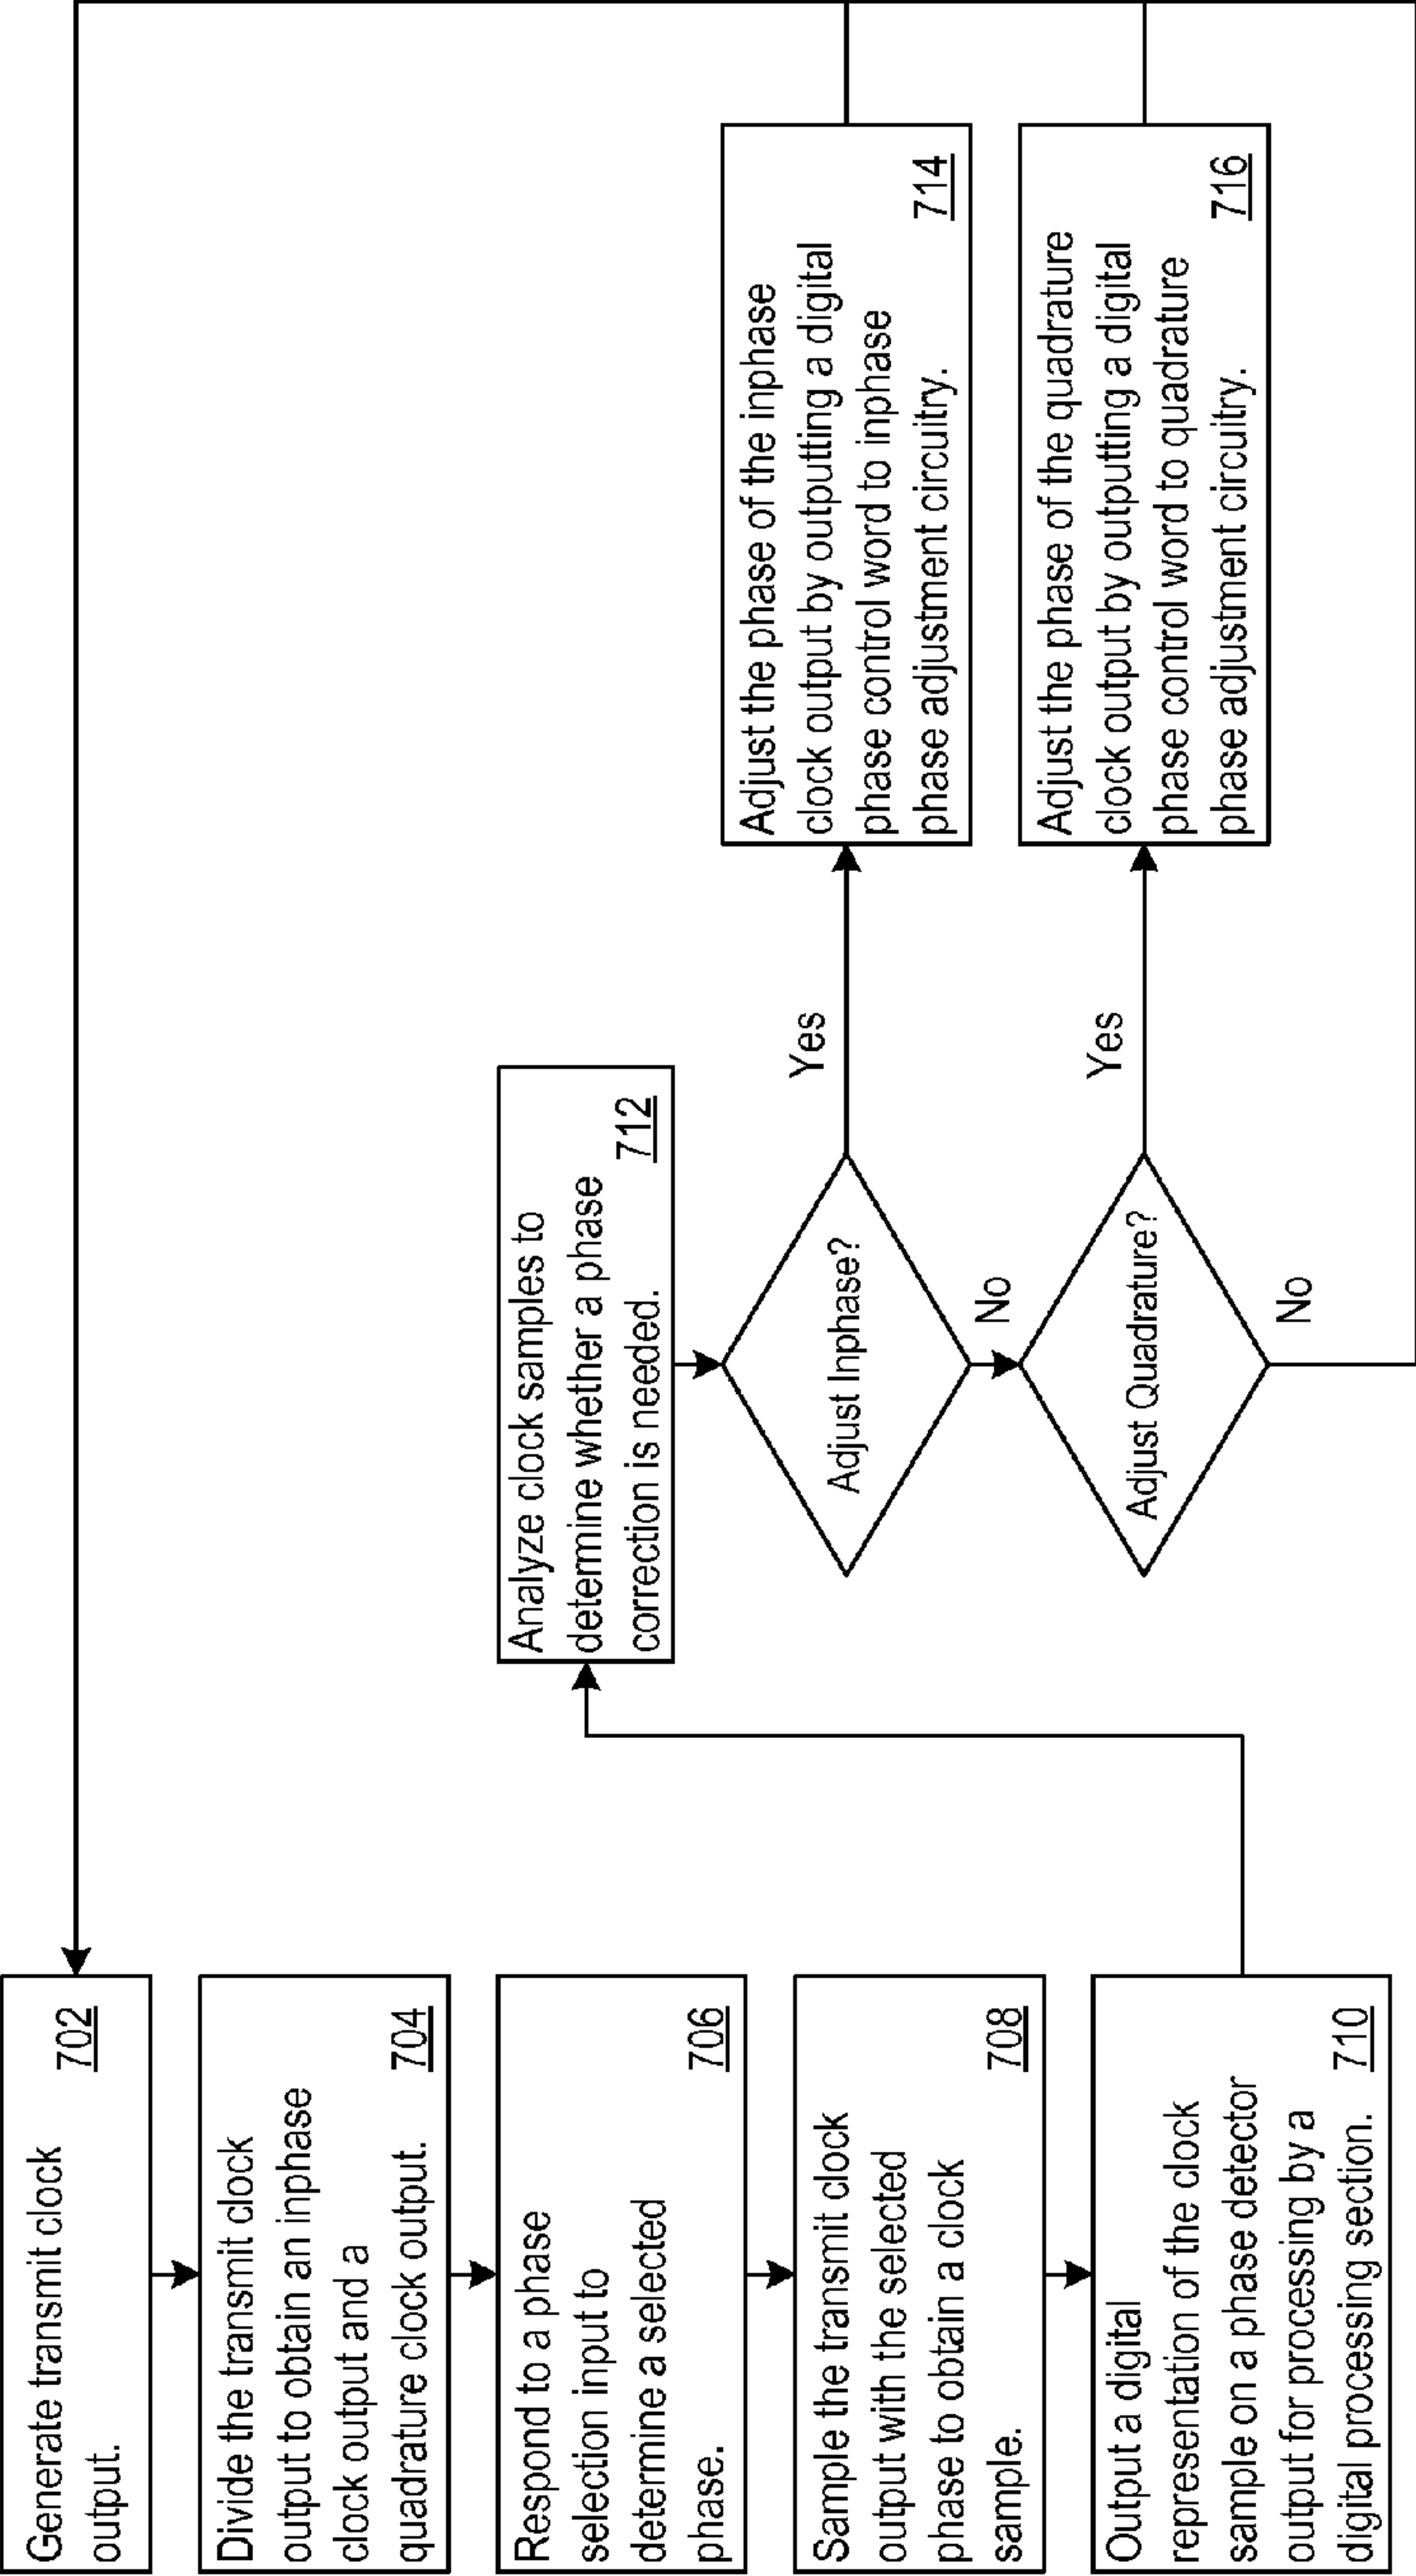 Generate transmit clock
output. 702
Divide the transmit clock
output to obtain an inphase
clock output and a
quadrature clock output. 704
Respond to a phase
selection input to
determine a selected
phase. 706
Sample the transmit clock
output with the selected
phase to obtain a clock
sample. 708
Output a digital
representation of the clock
sample on a phase detector
output for processing by a
digital processing section. 710
Analyze clock samples to
determine whether a phase
correction is needed. 712
Adjust Inphase?
Yes
No
Adjust the phase of the inphase
clock output by outputting a digital
phase control word to inphase
phase adjustment circuitry. 714
Adjust Quadrature?
Yes
No
Adjust the phase of the quadrature
clock output by outputting a digital
phase control word to quadrature
phase adjustment circuitry. 716